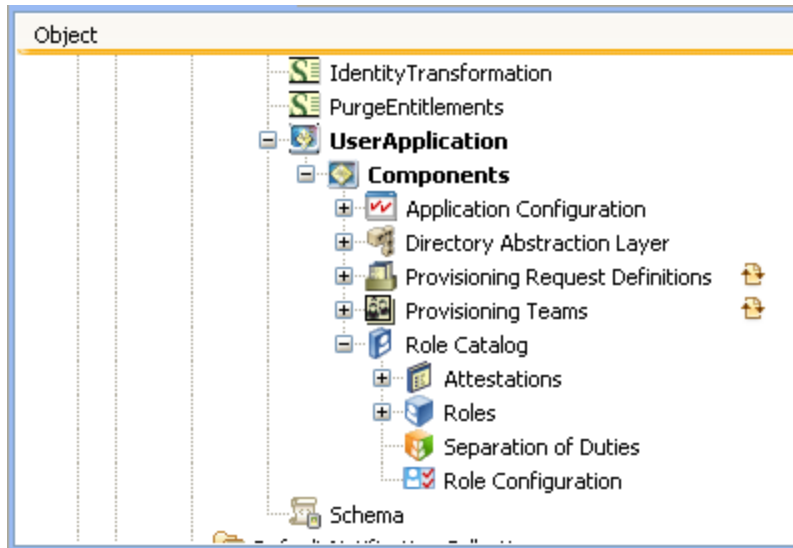 Object
IdentityTransformation
PurgeEntitlements
UserApplication
Components
Application Configuration
Directory Abstraction Layer
Provisioning Request Definitions
Provisioning Teams
Role Catalog
Attestations
Roles
Separation of Duties
Role Configuration
Schema